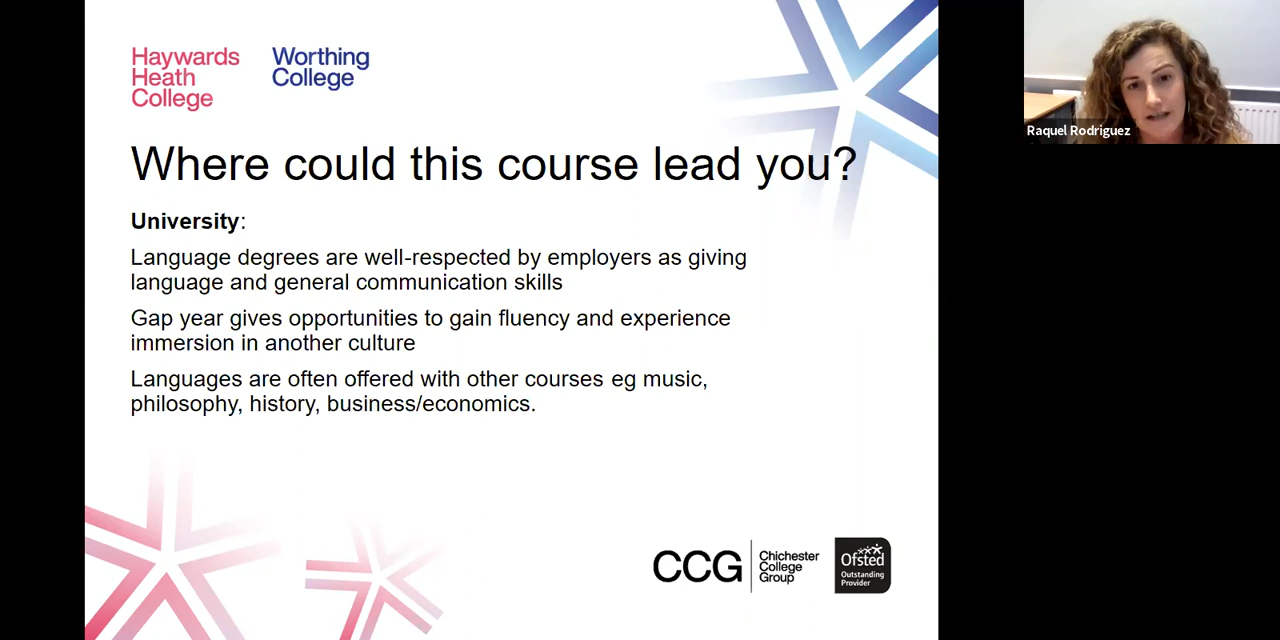 Haywards
Heath
College
Worthing
College
Where could this course lead you?
University:
Language degrees are well-respected by employers as giving
language and general communication skills
Gap year gives opportunities to gain fluency and experience
immersion in another culture
Languages are often offered with other courses eg music,
philosophy, history, business/economics.
CCG
Chichester
College
Group
Ofsted
Outstanding
Provider
Raquel Rodriguez